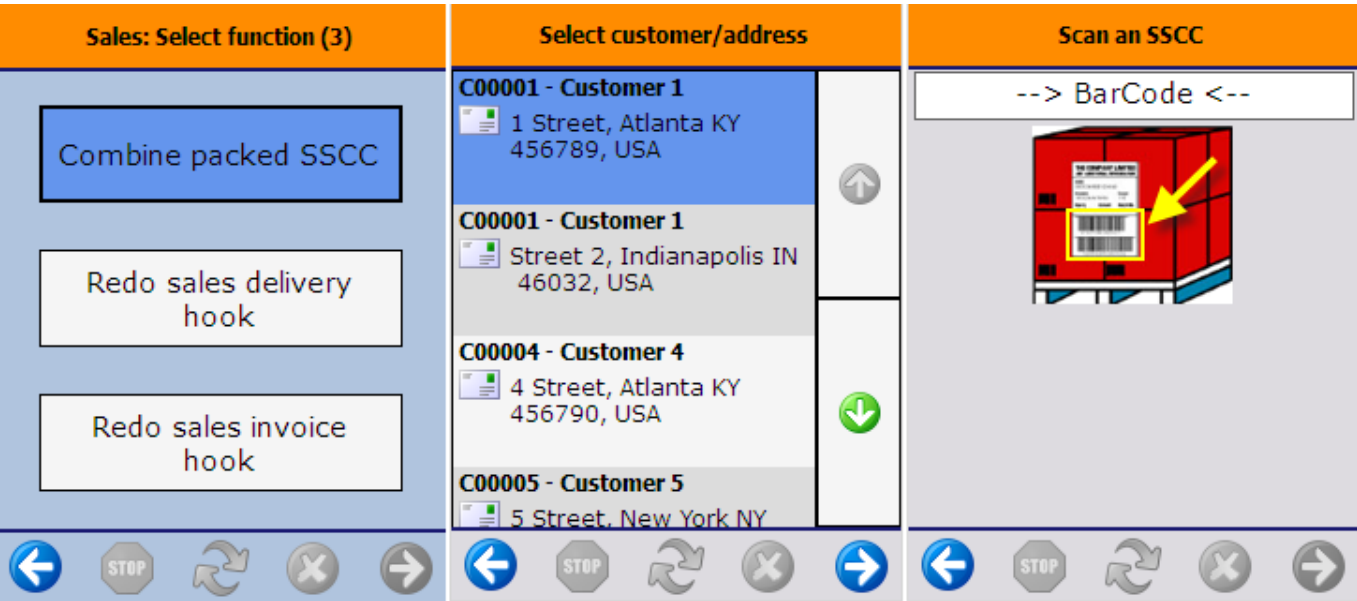 Sales: Select function (3)
Combine packed SSCC
Redo sales delivery
hook
Redo sales invoice
hook
STOP
Select customer/address
C00001 - Customer 1
1 Street, Atlanta KY
456789, USA
C00001 - Customer 1
Street 2, Indianapolis IN
46032, USA
C00004 - Customer 4
4 Street, Atlanta KY
456790, USA
C00005 - Customer 5
5 Street, New York NY
STOP
Scan an SSCC
--> BarCode <--
STOP